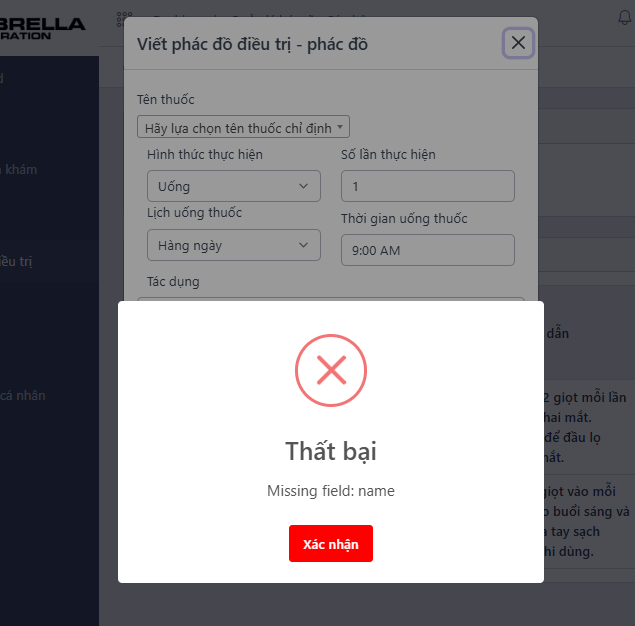 BRELLA
RATION
Viết phác đồ điều trị - phác đồ
Tên thuốc
Hãy lựa chọn tên thuốc chỉ định
Hình thức thực hiện
Số lần thực hiện
Uống
1
Lịch uống thuốc
Thời gian uống thuốc
Hàng ngày
9:00 AM
Tác dụng
khám
iều trị
cá nhân
Thất bại
Missing field: name
Xác nhận
dẫn
2 giọt mỗi lần
hai mắt.
để đầu lọ
mắt.
giọt vào mỗi
buổi sáng và
tay sạch
khi dùng.